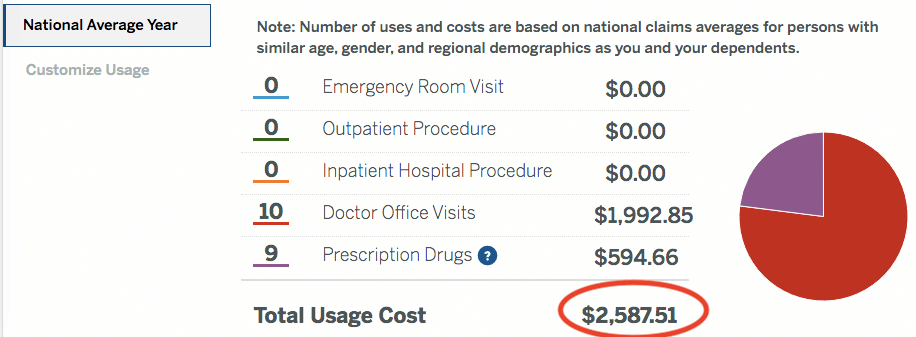 National Average Year
Customize Usage
Note: Number of uses and costs are based on national claims averages for persons with
similar age, gender, and regional demographics as you and your dependents.
0 Emergency Room Visit $0.00
0 Outpatient Procedure $0.00
0 Inpatient Hospital Procedure $0.00
10 Doctor Office Visits $1,992.85
9 Prescription Drugs ? $594.66
Total Usage Cost $2,587.51